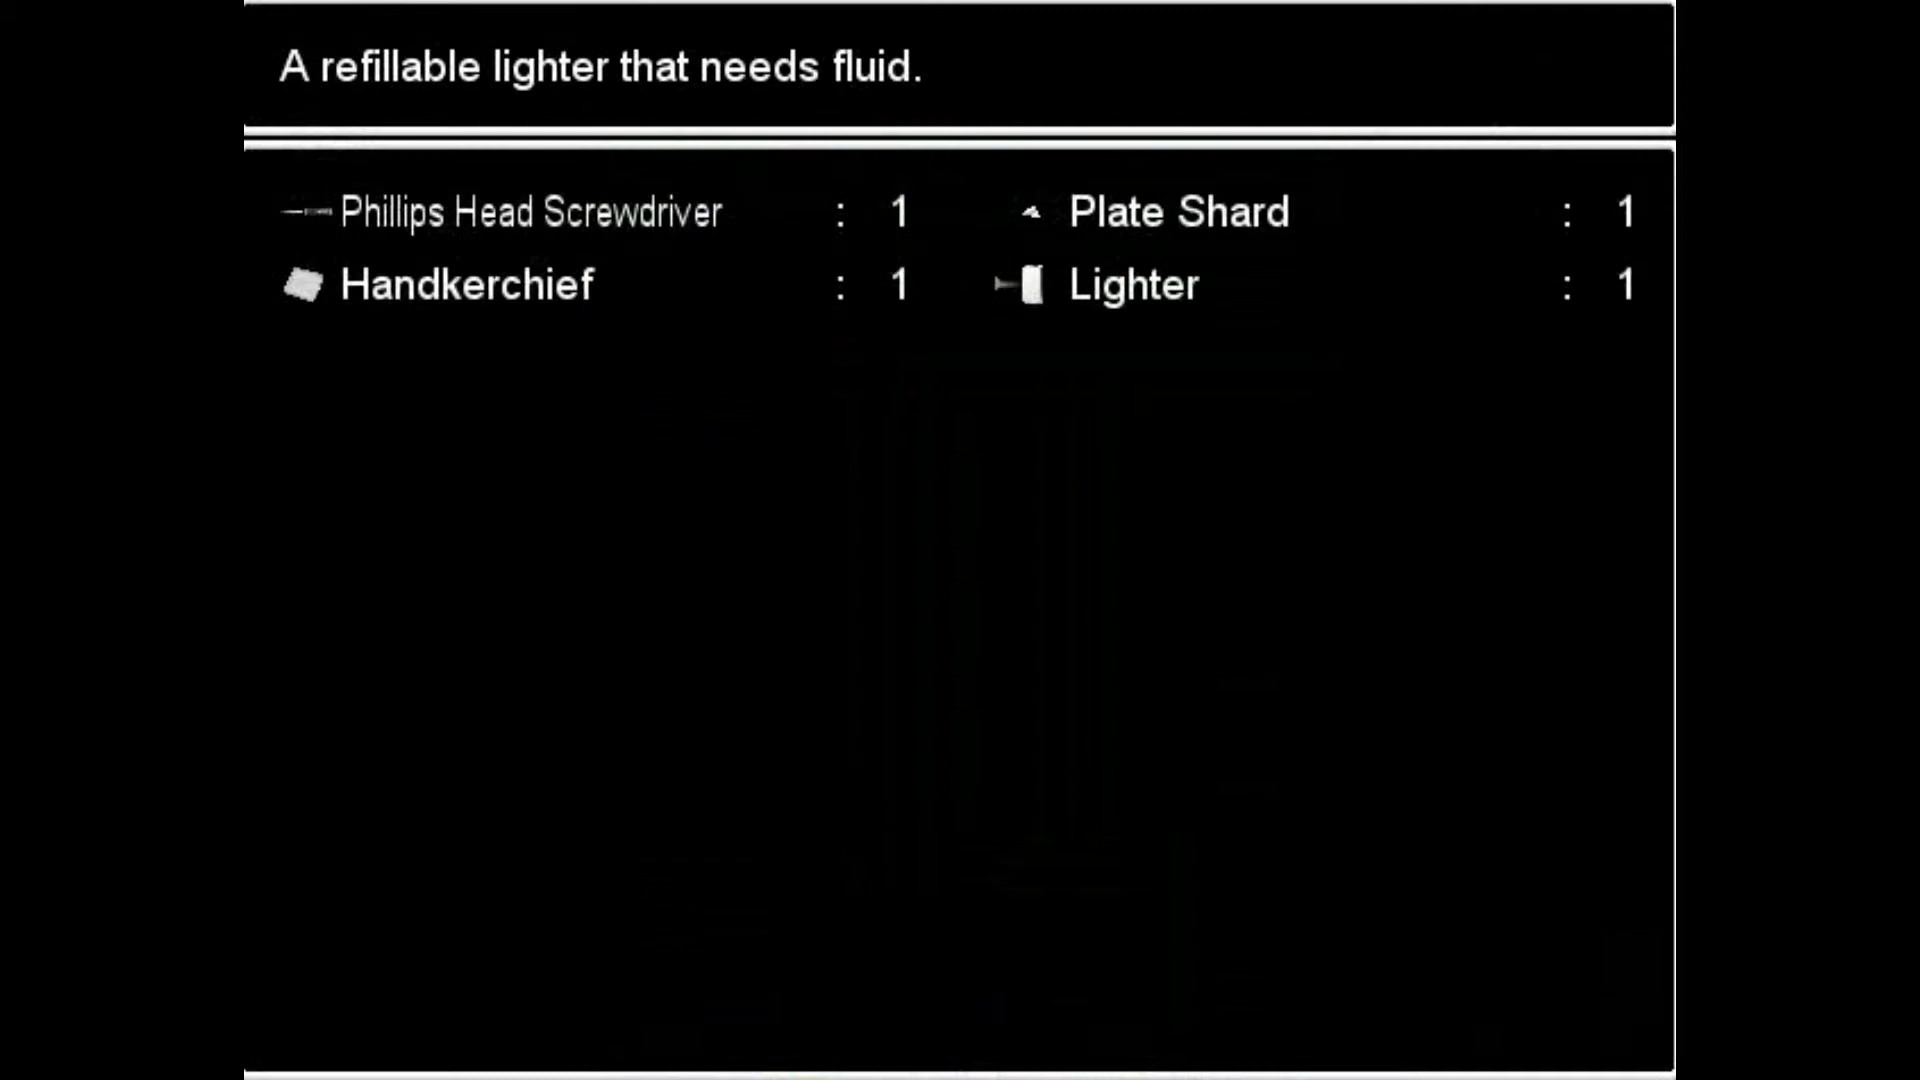 A refillable lighter that needs fluid.
Phillips Head Screwdriver : 1 Plate Shard : 1
Handkerchief : 1 Lighter : 1